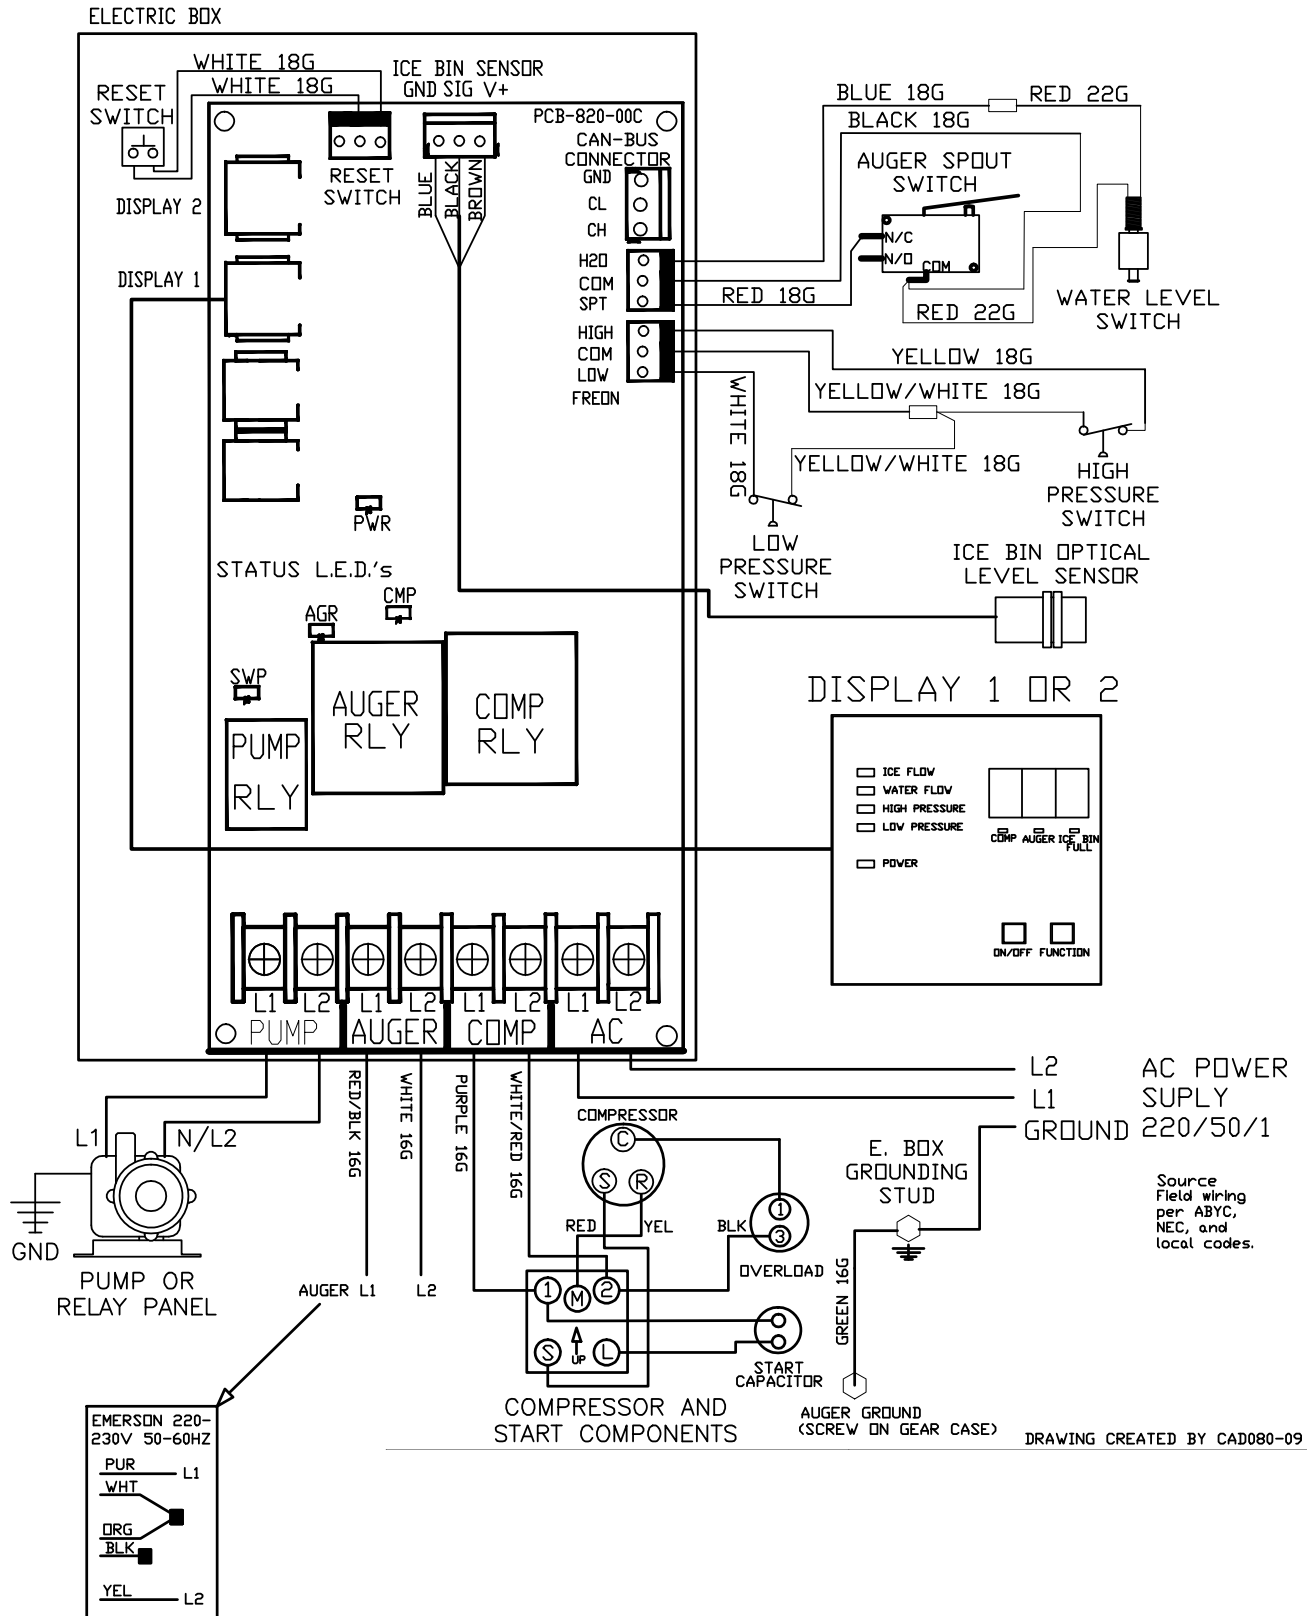 ELECTRIC BOX
WHITE 18G
WHITE 18G
RESET
SWITCH
ICE BIN SENSOR
GND SIG V+
RESET
SWITCH
BLUE
BLACK
BROWN
PCB-820-00C
CAN-BUS
CONNECTOR
GND
CL
CH
H2O
COM
SPT
HIGH
COM
LOW
FREON
DISPLAY 2
DISPLAY 1
BLUE 18G
RED 22G
BLACK 18G
AUGER SPOUT
SWITCH
N/C
N/O
COM
RED 18G
RED 22G
WATER LEVEL
SWITCH
YELLOW 18G
YELLOW/WHITE 18G
WHITE 18G
YELLOW/WHITE 18G
HIGH
PRESSURE
SWITCH
LOW
PRESSURE
SWITCH
ICE BIN OPTICAL
LEVEL SENSOR
PWR
STATUS L.E.D.'s
CMP
AGR
SWP
PUMP
RLY
AUGER
RLY
COMP
RLY
DISPLAY 1 OR 2
ICE FLOW
WATER FLOW
HIGH PRESSURE
LOW PRESSURE
POWER
COMP AUGER ICE BIN
FULL
ON/OFF FUNCTION
L1 L2 L1 L2 L1 L2 L1 L2
PUMP AUGER COMP AC
RED/BLK 16G
WHITE 16G
PURPLE 16G
WHITE/RED 16G
L2
L1
GROUND
AC POWER
SUPLY
220/50/1
L1
N/L2
GND
PUMP OR
RELAY PANEL
AUGER L1
L2
COMPRESSOR
C
S
R
RED
YEL
BLK
1
3
OVERLOAD
1
M
2
UP
S
L
START
CAPACITOR
COMPRESSOR AND
START COMPONENTS
E. BOX
GROUNDING
STUD
GREEN 16G
AUGER GROUND
(SCREW ON GEAR CASE)
Source
Field wiring
per ABYC,
NEC, and
local codes.
DRAWING CREATED BY CAD080-09
EMERSON 220-
230V 50-60HZ
PUR
L1
WHT
ORG
BLK
YEL
L2